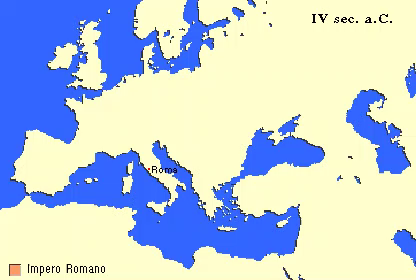 IV sec. a.C.
Roma
Impero Romano